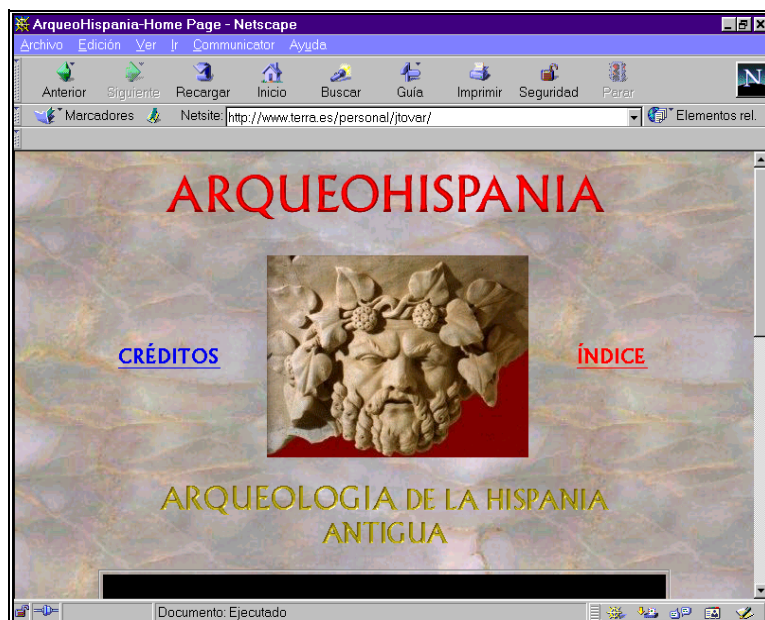 ArqueoHispania-Home Page - Netscape
Archivo Edición Ver Ir Communicator Ayuda
Anterior Siguiente Recargar Inicio Buscar Guía Imprimir Seguridad Parar
N
Marcadores Netsite: http://www.terra.es/personal/jtovar/ Elementos rel.
ARQUEOHISPANIA
CRÉDITOS ÍNDICE
ARQUEOLOGIA DE LA HISPANIA
ANTIGUA
Documento: Ejecutado